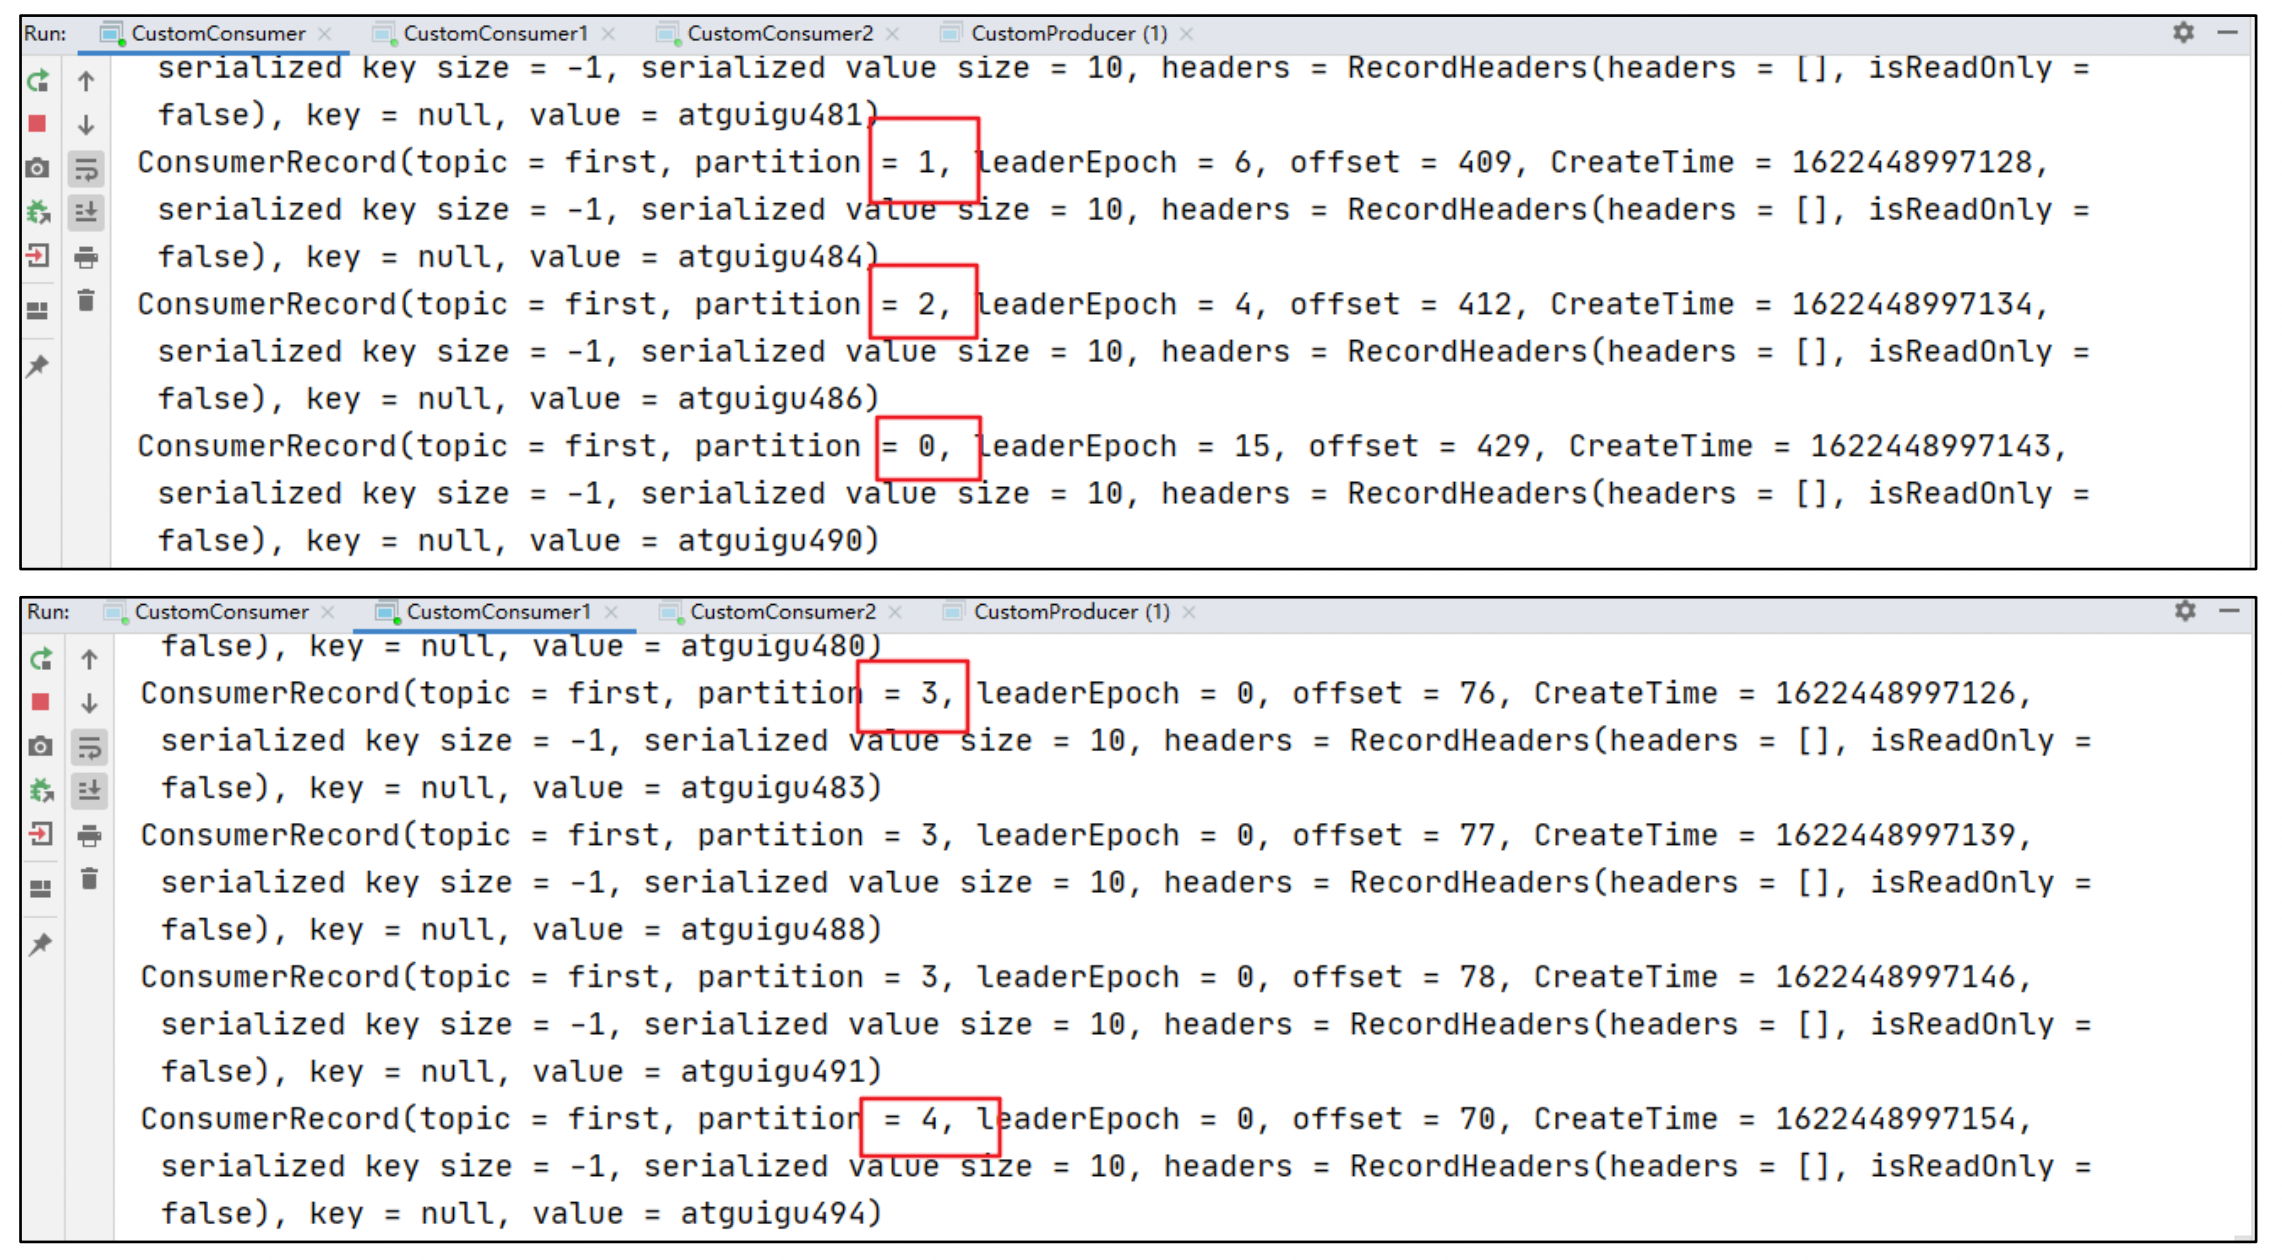 Run: CustomConsumer × CustomConsumer1 × CustomConsumer2 × CustomProducer (1) ×
serialized key size = -1, serialized value size = 10, headers = RecordHeaders(headers = [], isReadOnly =
false), key = null, value = atguigu481)
ConsumerRecord(topic = first, partition = 1, leaderEpoch = 6, offset = 409, CreateTime = 1622448997128,
serialized key size = -1, serialized value size = 10, headers = RecordHeaders(headers = [], isReadOnly =
false), key = null, value = atguigu484)
ConsumerRecord(topic = first, partition = 2, leaderEpoch = 4, offset = 412, CreateTime = 1622448997134,
serialized key size = -1, serialized value size = 10, headers = RecordHeaders(headers = [], isReadOnly =
false), key = null, value = atguigu486)
ConsumerRecord(topic = first, partition = 0, leaderEpoch = 15, offset = 429, CreateTime = 1622448997143,
serialized key size = -1, serialized value size = 10, headers = RecordHeaders(headers = [], isReadOnly =
false), key = null, value = atguigu490)
Run: CustomConsumer × CustomConsumer1 × CustomConsumer2 × CustomProducer (1) ×
false), key = null, value = atguigu480)
ConsumerRecord(topic = first, partition = 3, leaderEpoch = 0, offset = 76, CreateTime = 1622448997126,
serialized key size = -1, serialized value size = 10, headers = RecordHeaders(headers = [], isReadOnly =
false), key = null, value = atguigu483)
ConsumerRecord(topic = first, partition = 3, leaderEpoch = 0, offset = 77, CreateTime = 1622448997139,
serialized key size = -1, serialized value size = 10, headers = RecordHeaders(headers = [], isReadOnly =
false), key = null, value = atguigu488)
ConsumerRecord(topic = first, partition = 3, leaderEpoch = 0, offset = 78, CreateTime = 1622448997146,
serialized key size = -1, serialized value size = 10, headers = RecordHeaders(headers = [], isReadOnly =
false), key = null, value = atguigu491)
ConsumerRecord(topic = first, partition = 4, leaderEpoch = 0, offset = 70, CreateTime = 1622448997154,
serialized key size = -1, serialized value size = 10, headers = RecordHeaders(headers = [], isReadOnly =
false), key = null, value = atguigu494)